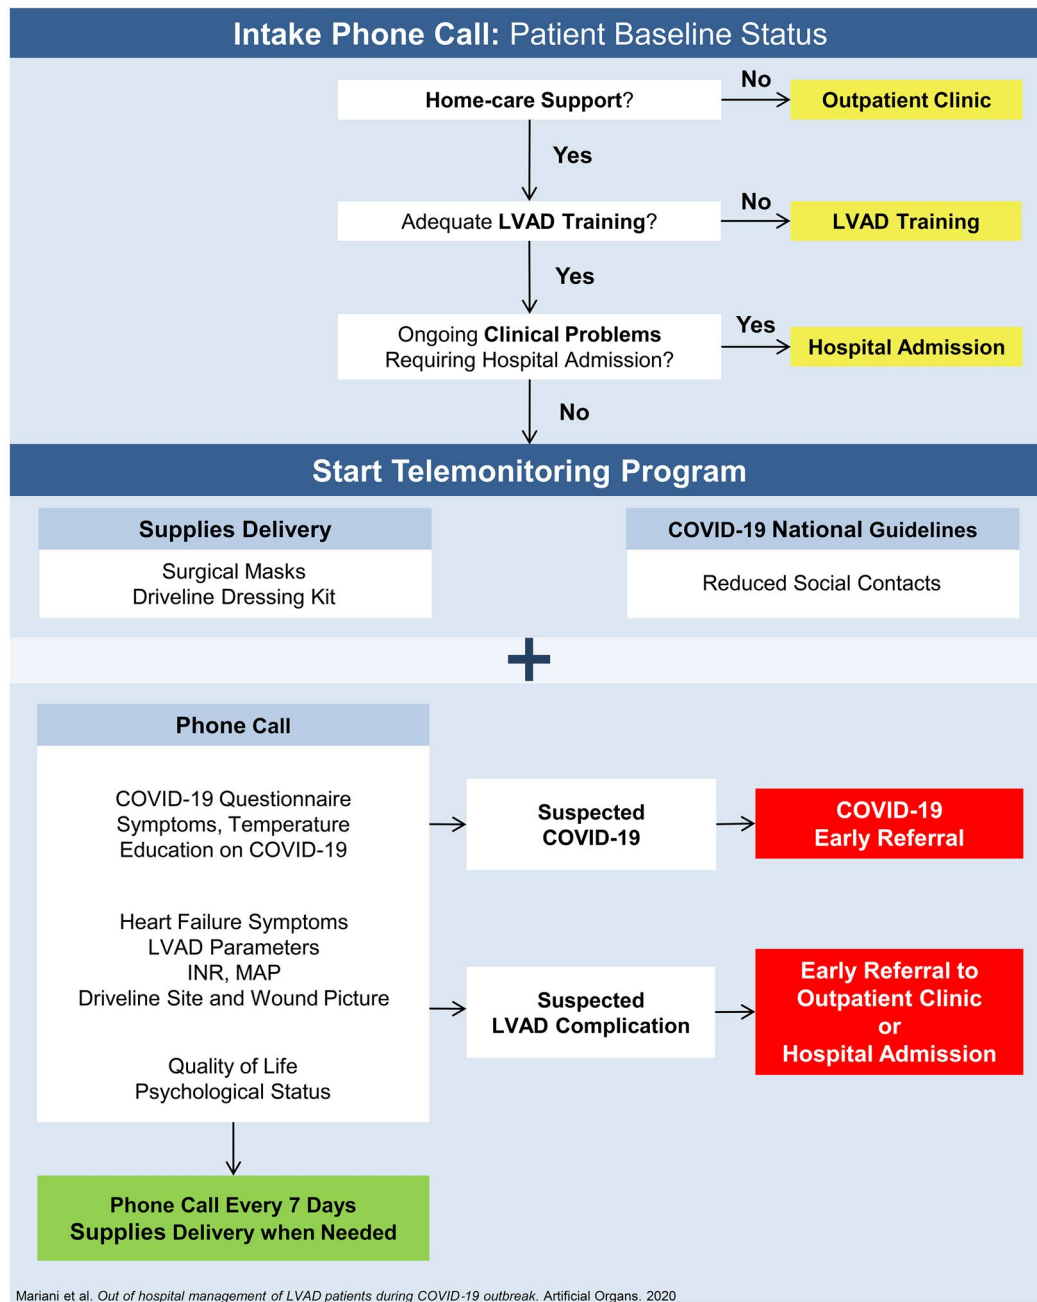 Intake Phone Call: Patient Baseline Status
Home-care Support?
No
Outpatient Clinic
Yes
Adequate LVAD Training?
No
LVAD Training
Yes
Ongoing Clinical Problems
Requiring Hospital Admission?
Yes
Hospital Admission
No
Start Telemonitoring Program
Supplies Delivery
Surgical Masks
Driveline Dressing Kit
COVID-19 National Guidelines
Reduced Social Contacts
+
Phone Call
COVID-19 Questionnaire
Symptoms, Temperature
Education on COVID-19
Suspected
COVID-19
COVID-19
Early Referral
Heart Failure Symptoms
LVAD Parameters
INR, MAP
Driveline Site and Wound Picture
Suspected
LVAD Complication
Early Referral to
Outpatient Clinic
or
Hospital Admission
Quality of Life
Psychological Status
Phone Call Every 7 Days
Supplies Delivery when Needed
Mariani et al. Out of hospital management of LVAD patients during COVID-19 outbreak. Artificial Organs. 2020